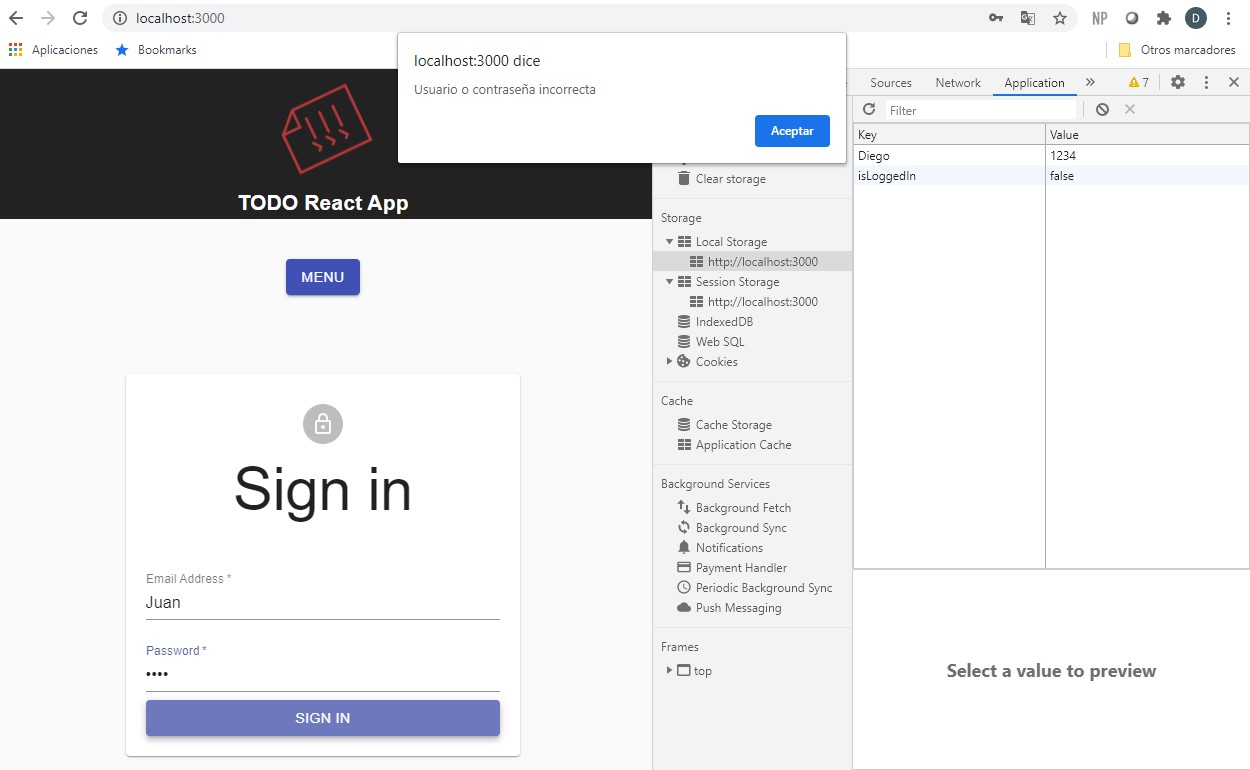 localhost:3000
NP
D
Aplicaciones
Bookmarks
Otros marcadores
localhost:3000 dice
Usuario o contraseña incorrecta
Aceptar
TODO React App
MENU
Sign in
Email Address *
Juan
Password *
••••
SIGN IN
Sources
Network
Application
»
7
Filter
Key
Value
Diego
1234
isLoggedIn
false
Clear storage
Storage
Local Storage
http://localhost:3000
Session Storage
http://localhost:3000
IndexedDB
Web SQL
Cookies
Cache
Cache Storage
Application Cache
Background Services
Background Fetch
Background Sync
Notifications
Payment Handler
Periodic Background Sync
Push Messaging
Frames
top
Select a value to preview